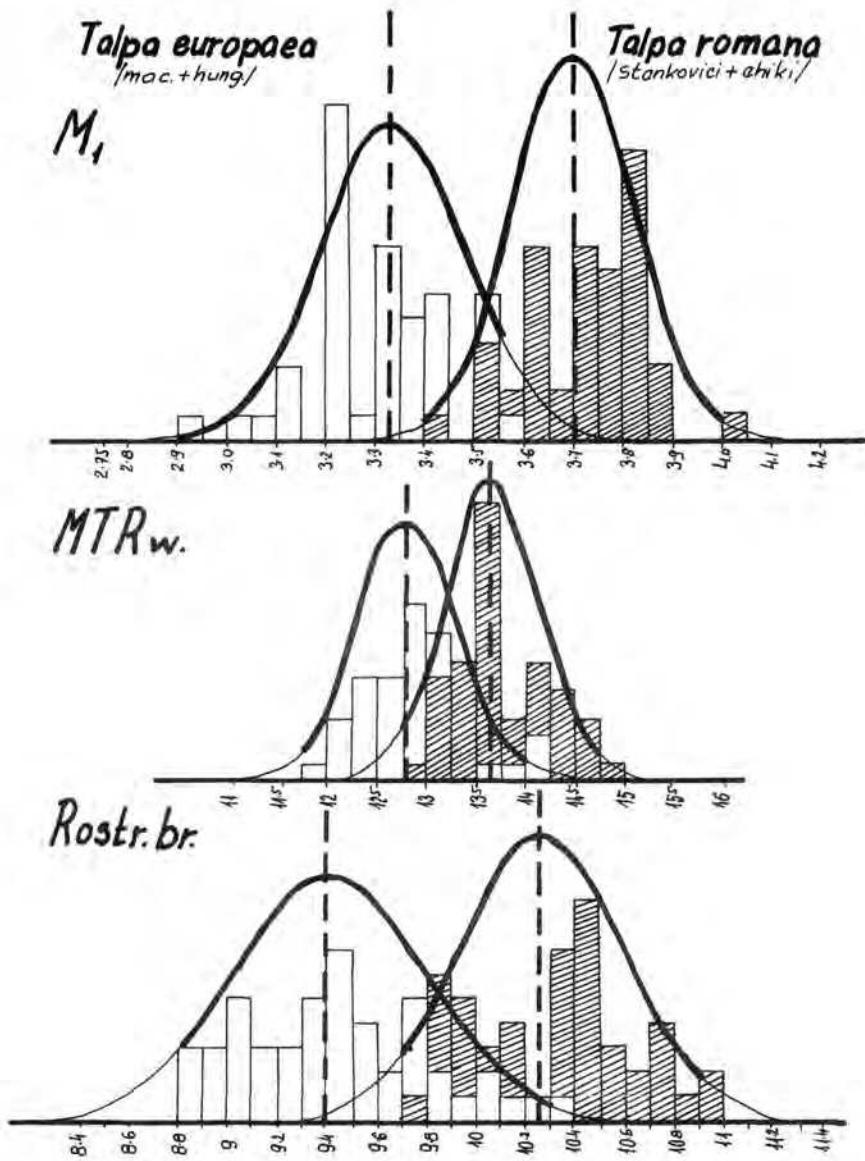 Talpa europaea
/mac.+hung./
Talpa romana
/stankovici+ehiki/
M₁
2.75 2.8 2.9 3.0 3.1 3.2 3.3 3.4 3.5 3.6 3.7 3.8 3.9 4.0 4.1 4.2
MTR w.
11 11.5 12 12.5 13 13.5 14 14.5 15 15.5 16
Rostr. br.
8.4 8.6 8.8 9 9.2 9.4 9.6 9.8 10 10.2 10.4 10.6 10.8 11 11.2 11.4